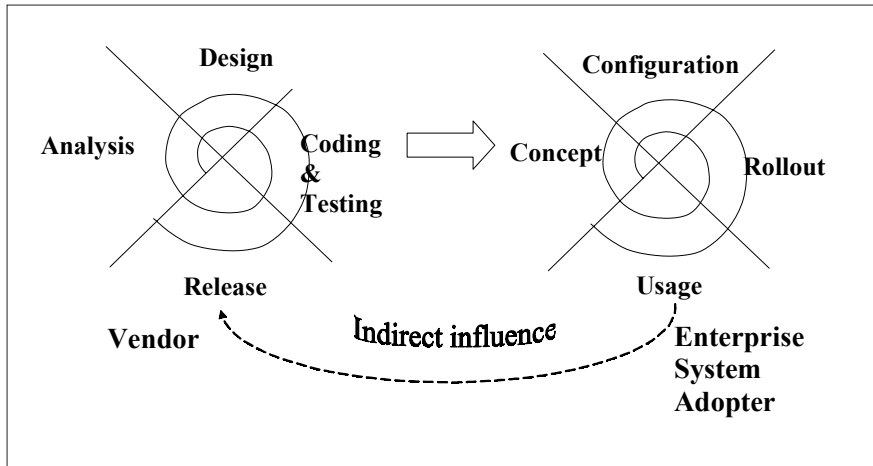 Design
Analysis
Coding
&
Testing
Release
Vendor
Configuration
Concept
Rollout
Usage
Enterprise
System
Adopter
Indirect influence